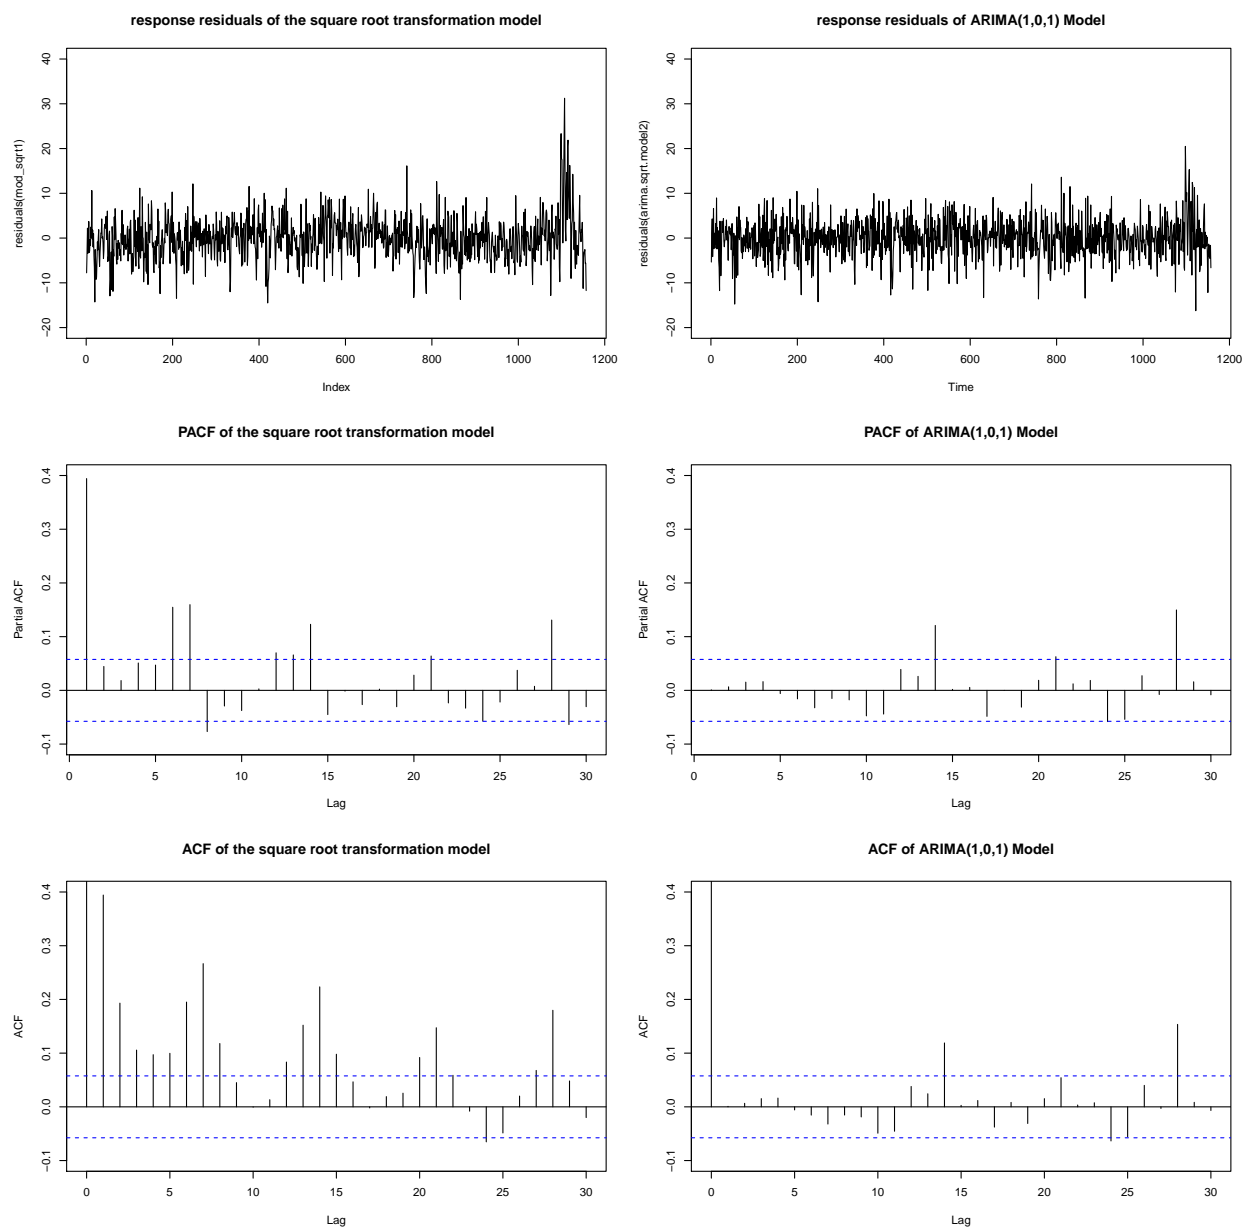 response residuals of the square root transformation model
residuals(mod_sqrt1)
40
30
20
10
0
−10
−20
0 200 400 600 800 1000 1200
Index
response residuals of ARIMA(1,0,1) Model
residuals(arima.sqrt.model2)
40
30
20
10
0
−10
−20
0 200 400 600 800 1000 1200
Time
PACF of the square root transformation model
Partial ACF
0.4
0.3
0.2
0.1
0.0
−0.1
0 5 10 15 20 25 30
Lag
PACF of ARIMA(1,0,1) Model
Partial ACF
0.4
0.3
0.2
0.1
0.0
−0.1
0 5 10 15 20 25 30
Lag
ACF of the square root transformation model
ACF
0.4
0.3
0.2
0.1
0.0
−0.1
0 5 10 15 20 25 30
Lag
ACF of ARIMA(1,0,1) Model
ACF
0.4
0.3
0.2
0.1
0.0
−0.1
0 5 10 15 20 25 30
Lag